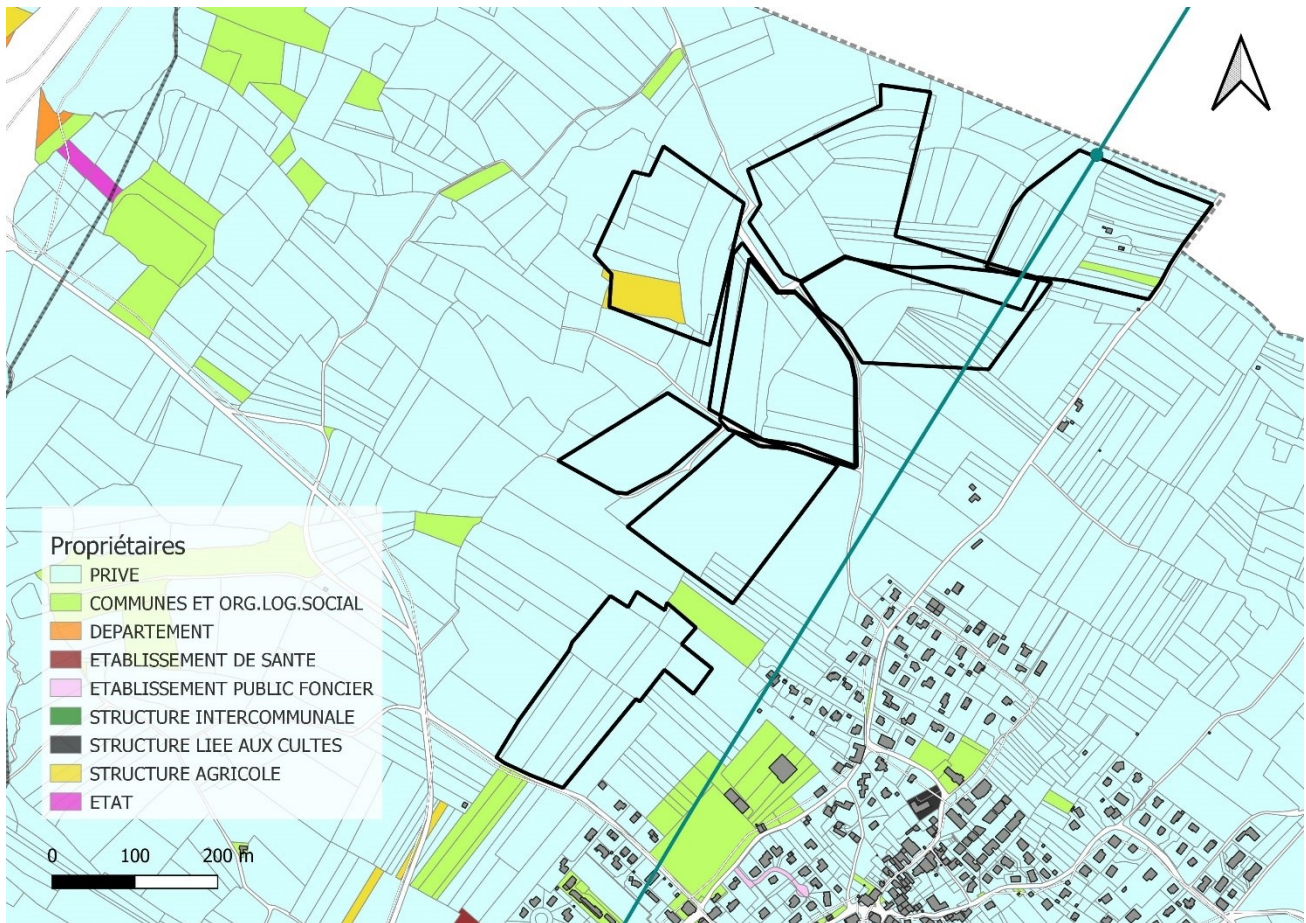 Propriétaires
PRIVE
COMMUNES ET ORG.LOG.SOCIAL
DEPARTEMENT
ETABLISSEMENT DE SANTE
ETABLISSEMENT PUBLIC FONCIER
STRUCTURE INTERCOMMUNALE
STRUCTURE LIEE AUX CULTES
STRUCTURE AGRICOLE
ETAT
0 100 200 m